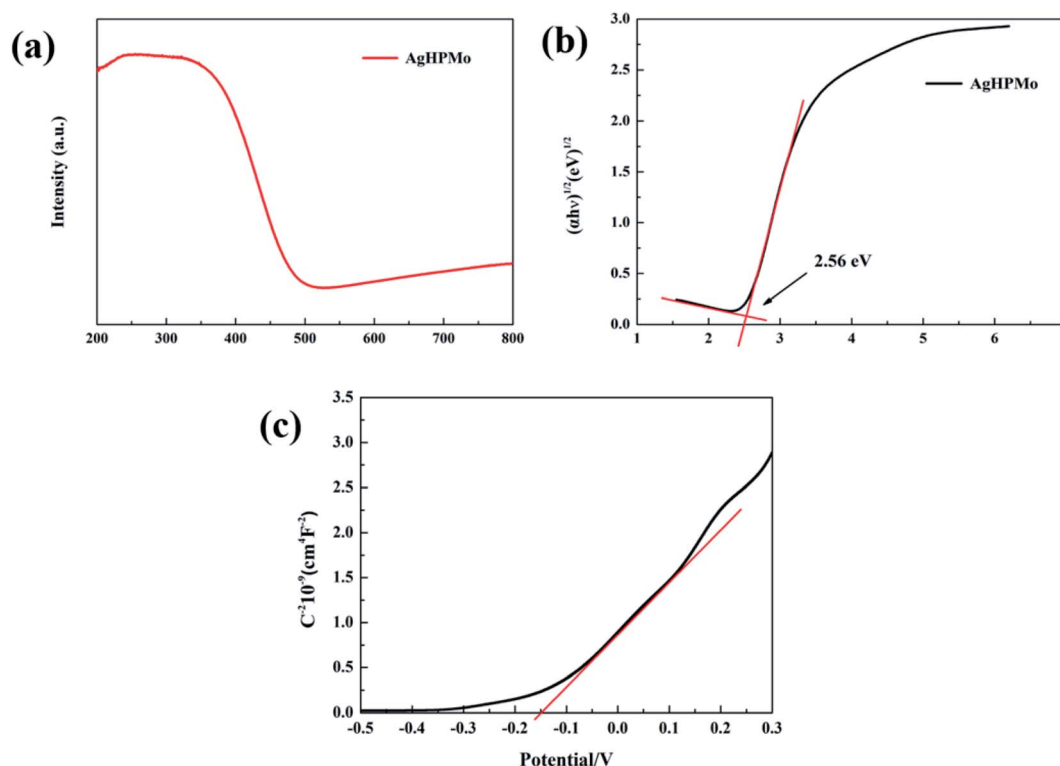 (a)
AgHPMo
Intensity (a.u.)
200 300 400 500 600 700 800
(b)
3.0
2.5
2.0
1.5
1.0
0.5
0.0
AgHPMo
(αhν)^1/2(eV)^1/2
2.56 eV
1 2 3 4 5 6
(c)
3.5
3.0
2.5
2.0
1.5
1.0
0.5
0.0
C^-2 10^-9(cm^4F^-2)
-0.5 -0.4 -0.3 -0.2 -0.1 0.0 0.1 0.2 0.3
Potential/V